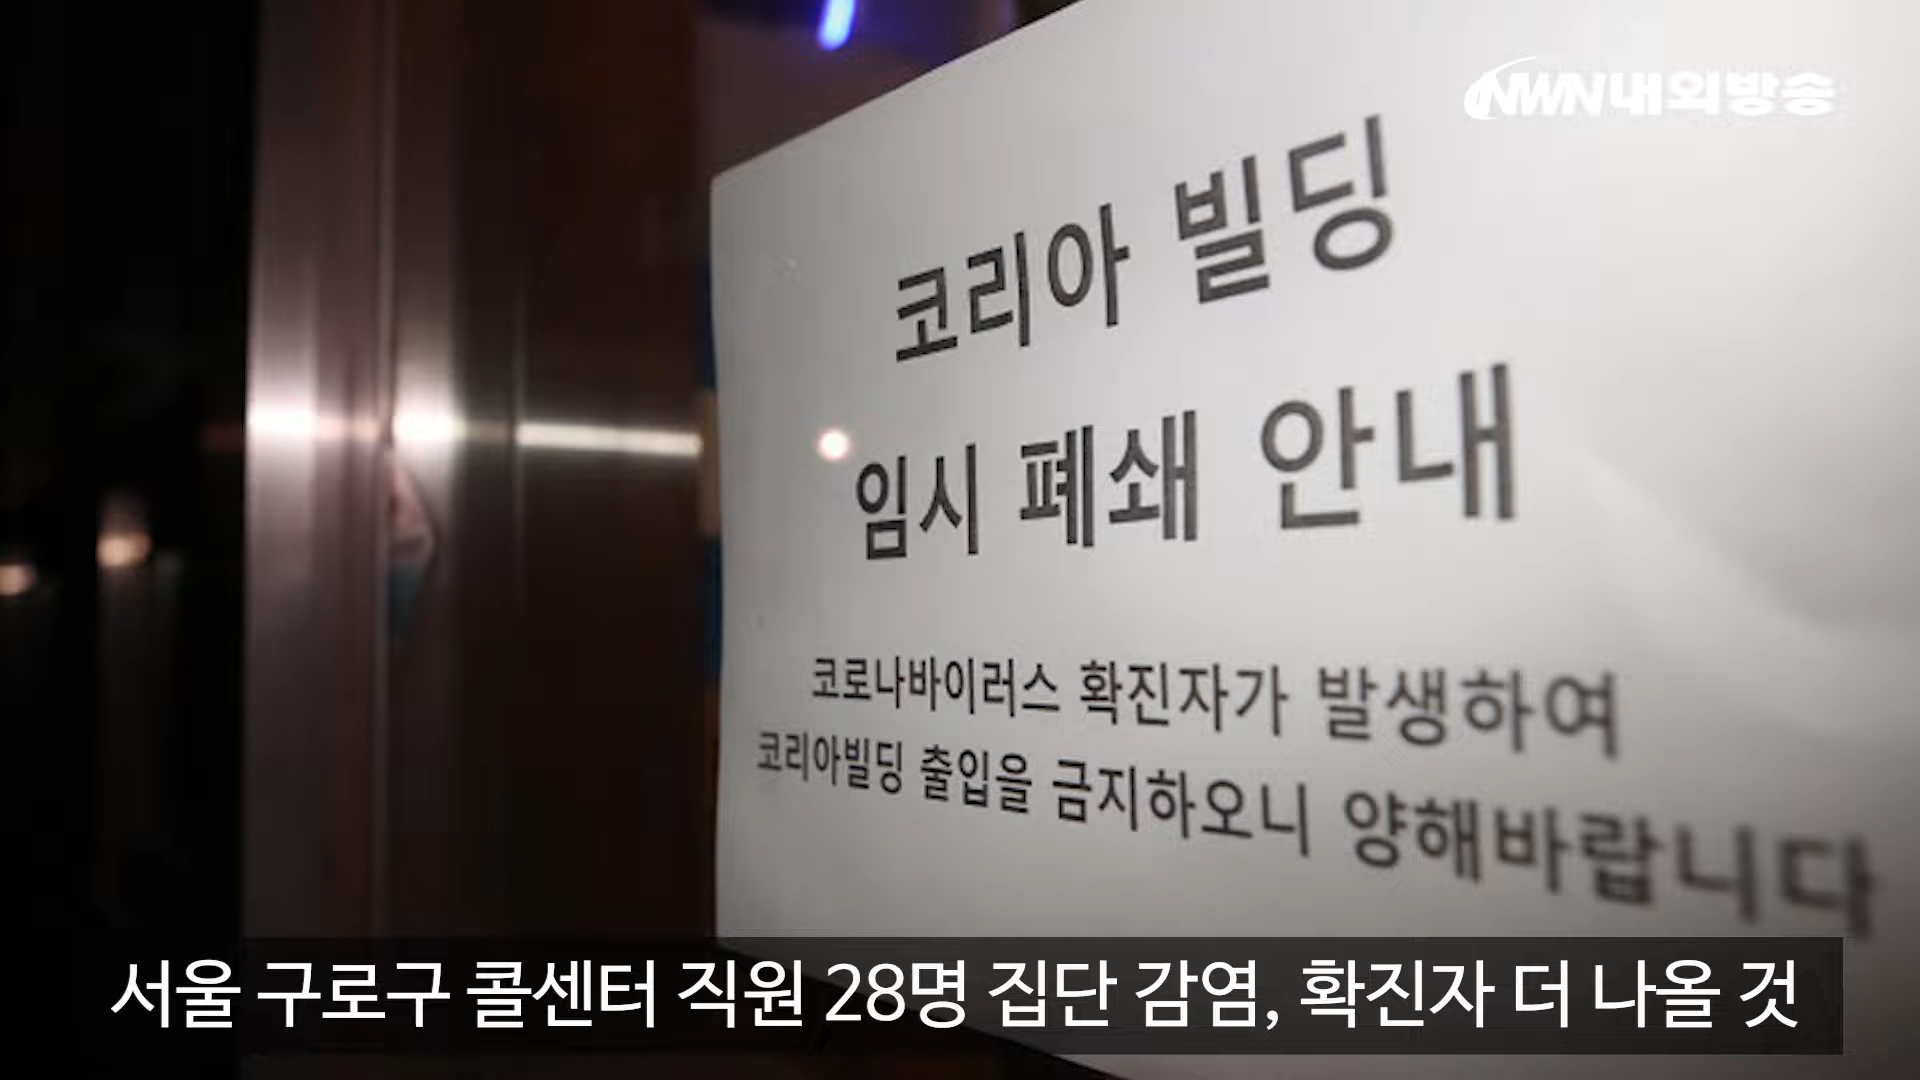 NWN내외방송
코리아 빌딩
임시 폐쇄 안내
코로나바이러스 확진자가 발생하여
코리아빌딩 출입을 금지하오니 양해바랍니다
서울 구로구 콜센터 직원 28명 집단 감염, 확진자 더 나올 것